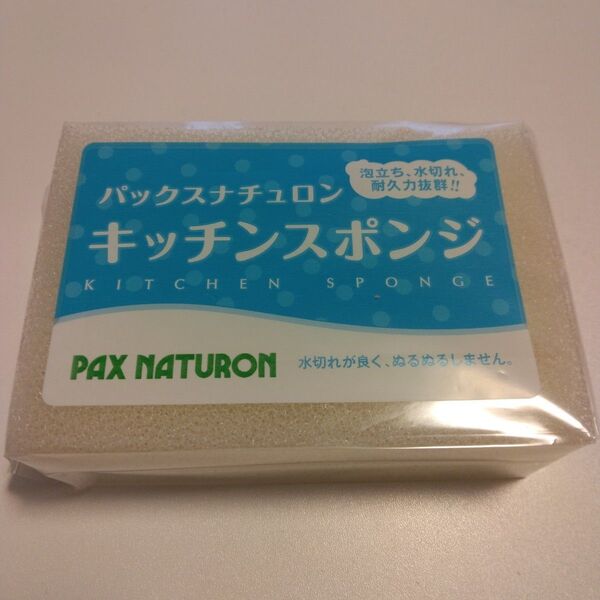 泡立ち、水切れ、
耐久力抜群!!
パックスナチュロン
キッチンスポンジ
KITCHEN SPONGE
PAX NATURON
水切れが良く、ぬるぬるしません。